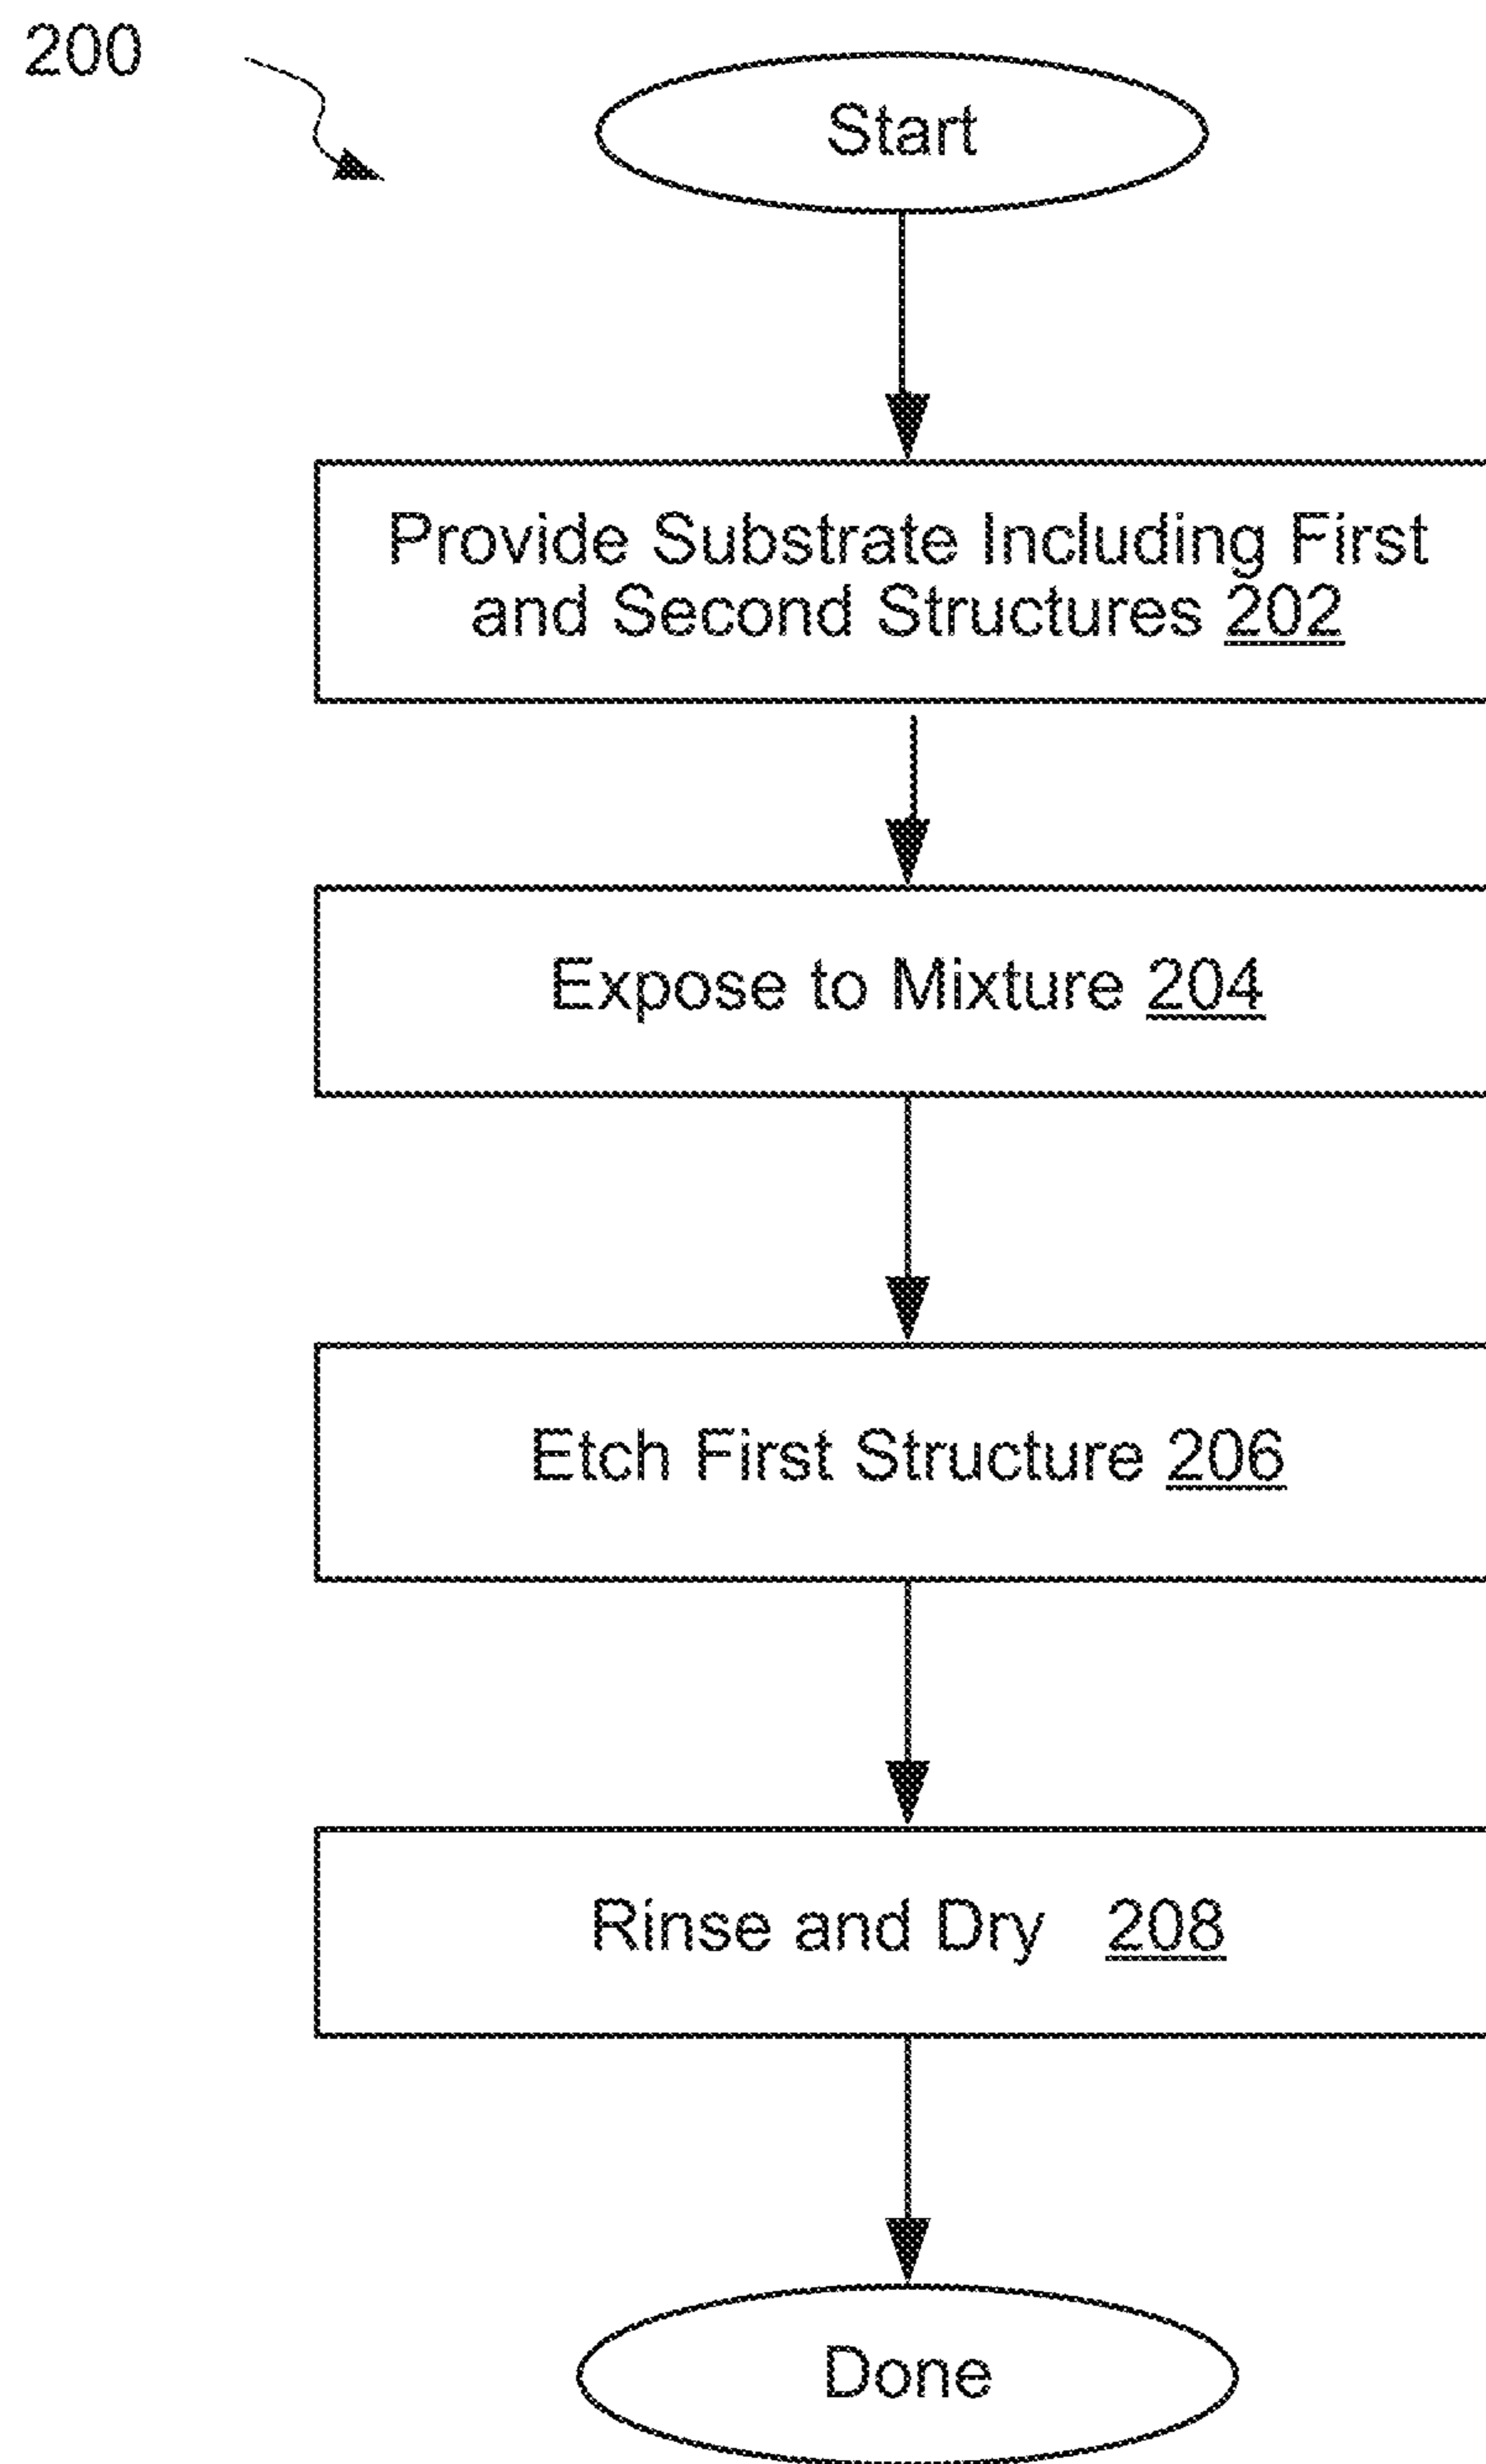 200
Start
Provide Substrate Including First
and Second Structures 202
Expose to Mixture 204
Etch First Structure 206
Rinse and Dry 208
Done